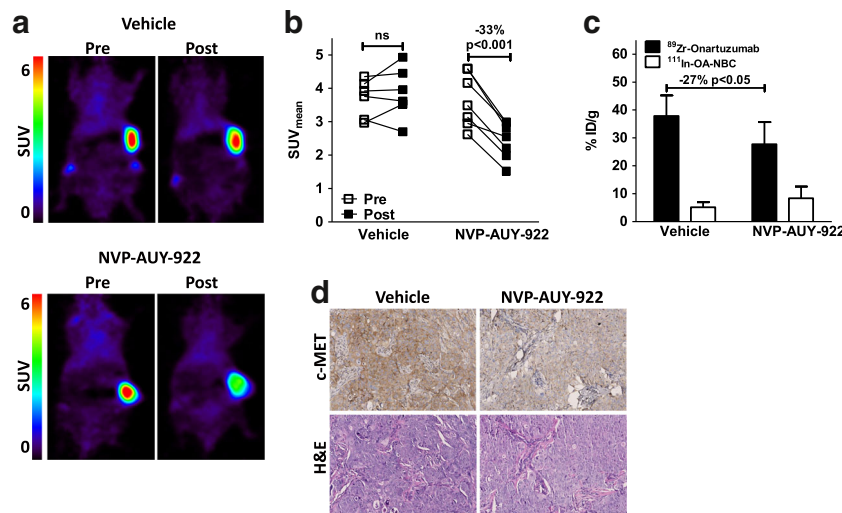 a
Vehicle
Pre
Post
6
SUV
0
NVP-AUY-922
Pre
Post
6
SUV
0
b
ns
-33%
p<0.001
5
4
3
2
1
0
SUVmean
Pre
Post
Vehicle
NVP-AUY-922
c
⁸⁹Zr-Onartuzumab
¹¹¹In-OA-NBC
-27% p<0.05
60
50
40
30
20
10
0
% ID/g
Vehicle
NVP-AUY-922
d
Vehicle
NVP-AUY-922
c-MET
H&E